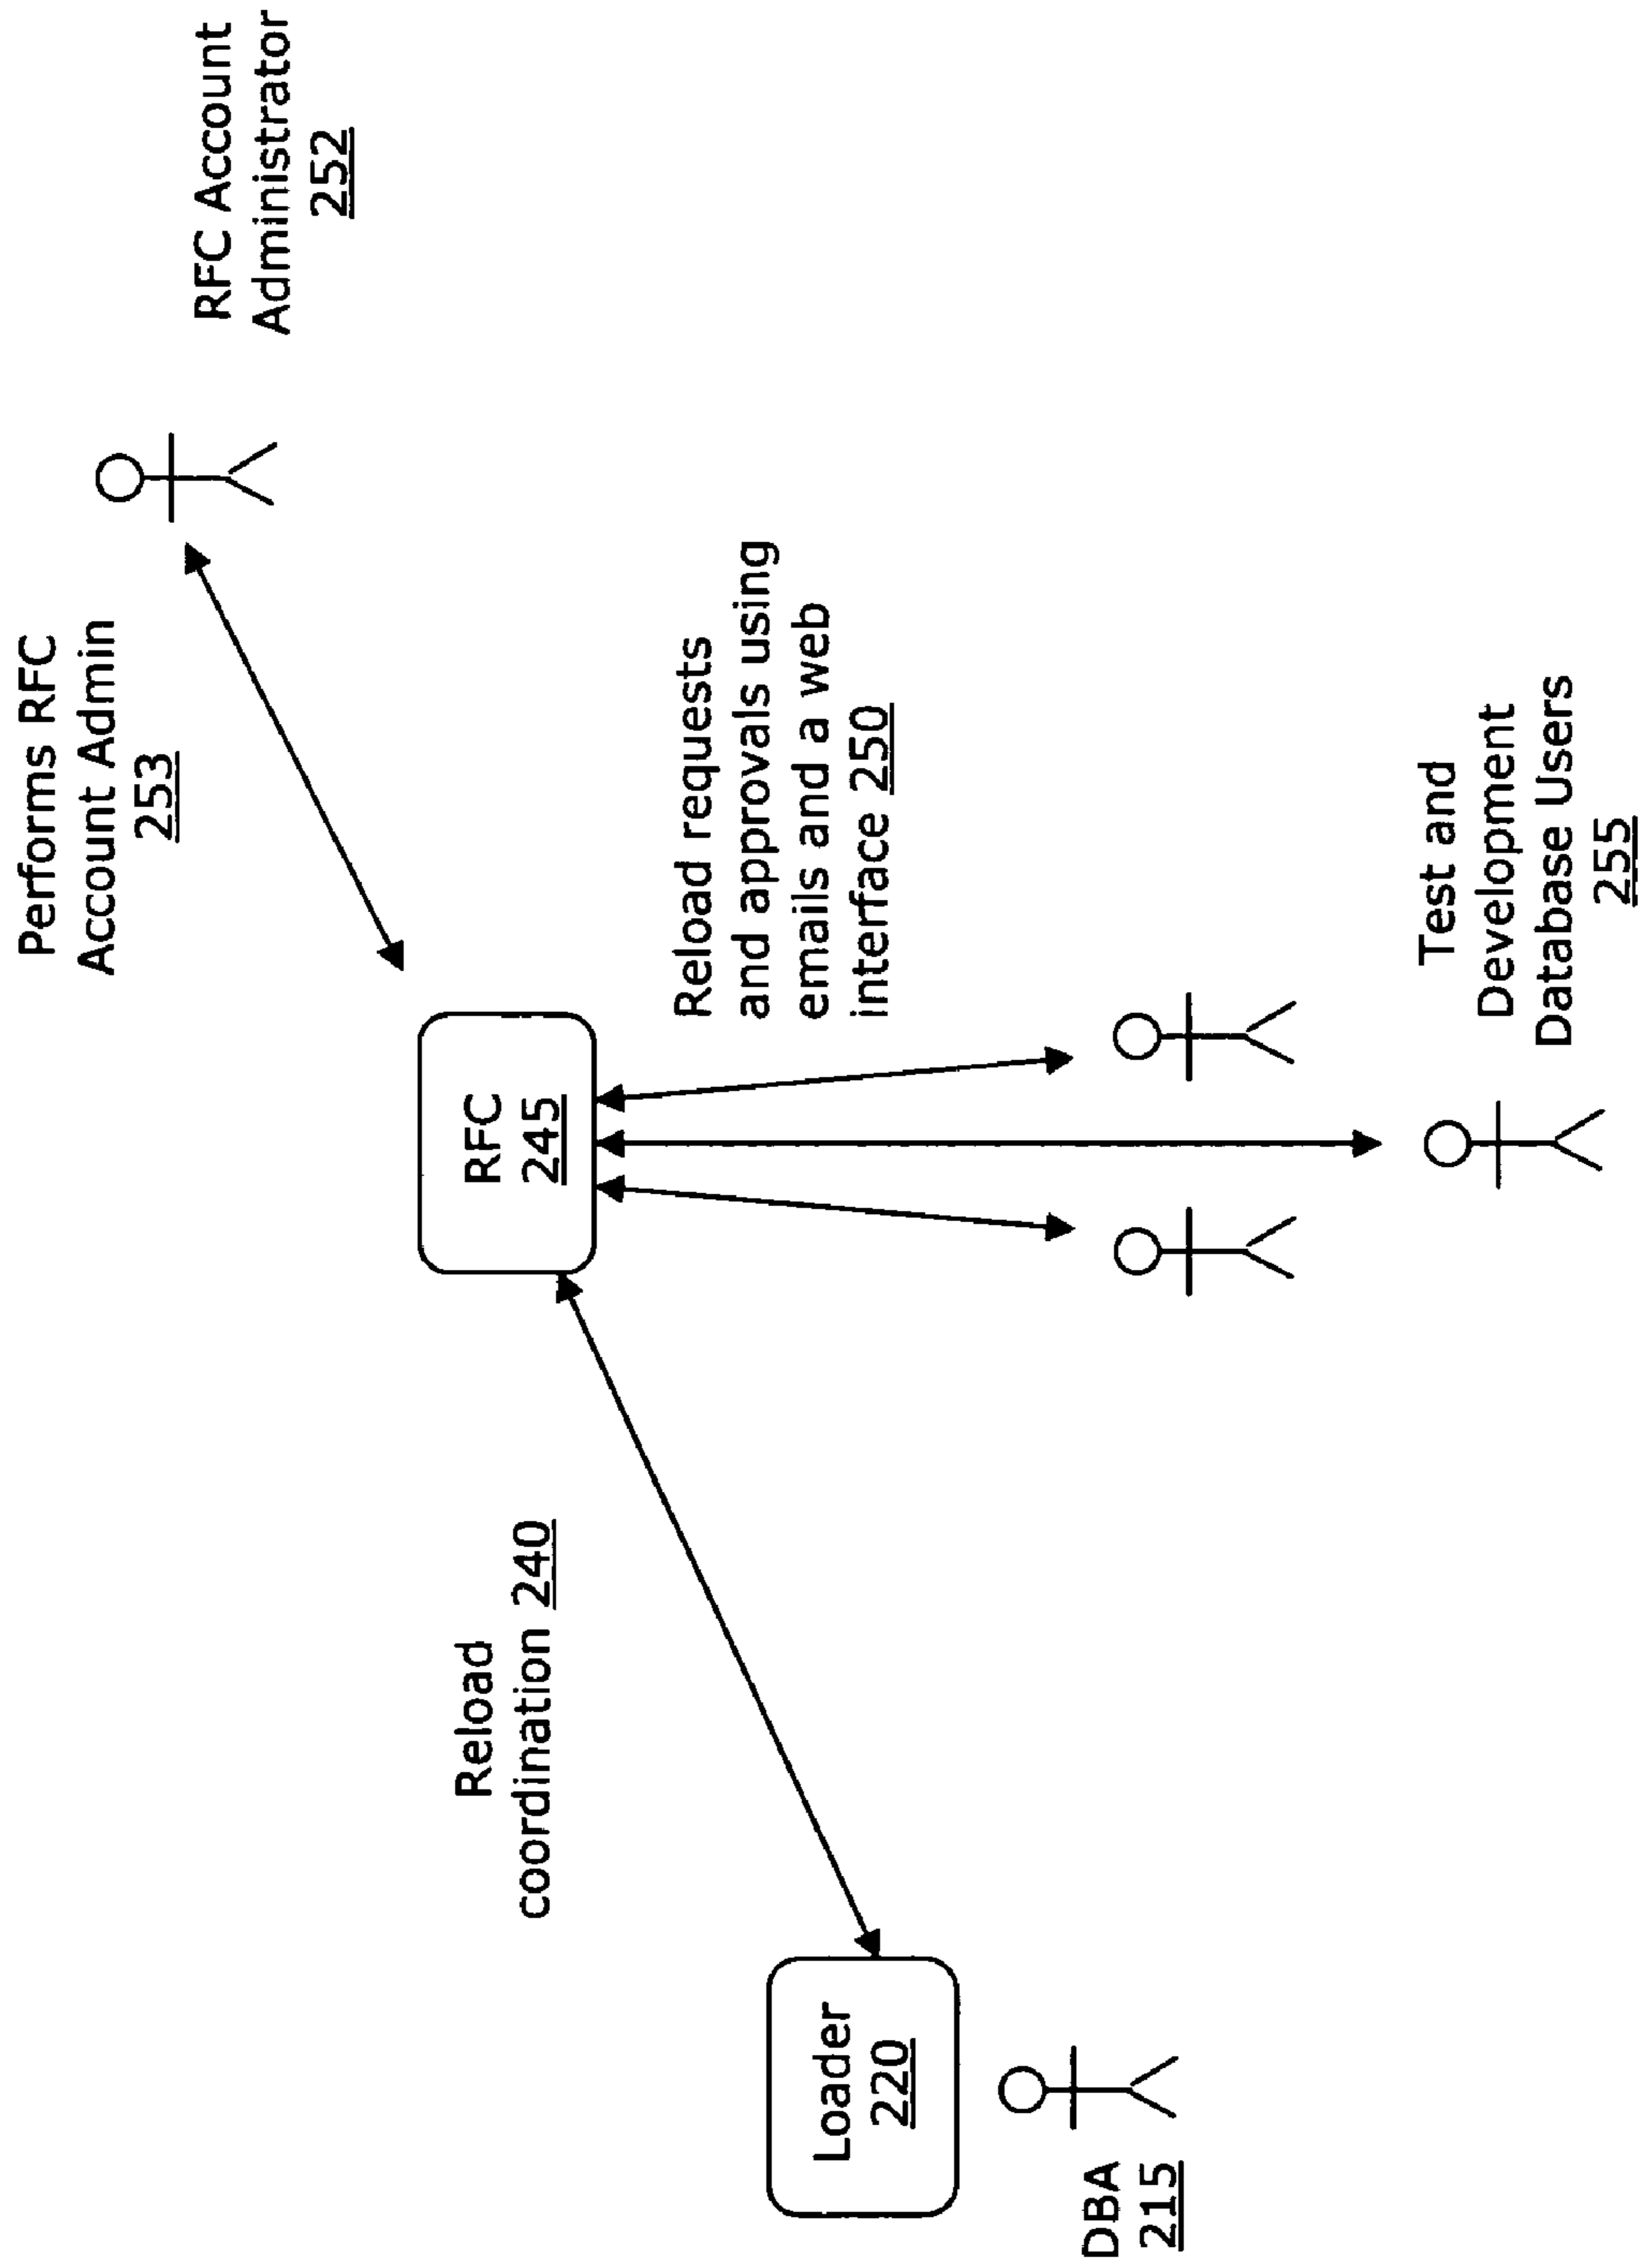 Performs RFC
Account Admin
253
RFC Account
Administrator
252
Reload
coordination 240
RFC
245
Reload requests
and approvals using
emails and a web
interface 250
Loader
220
DBA
215
Test and
Development
Database Users
255